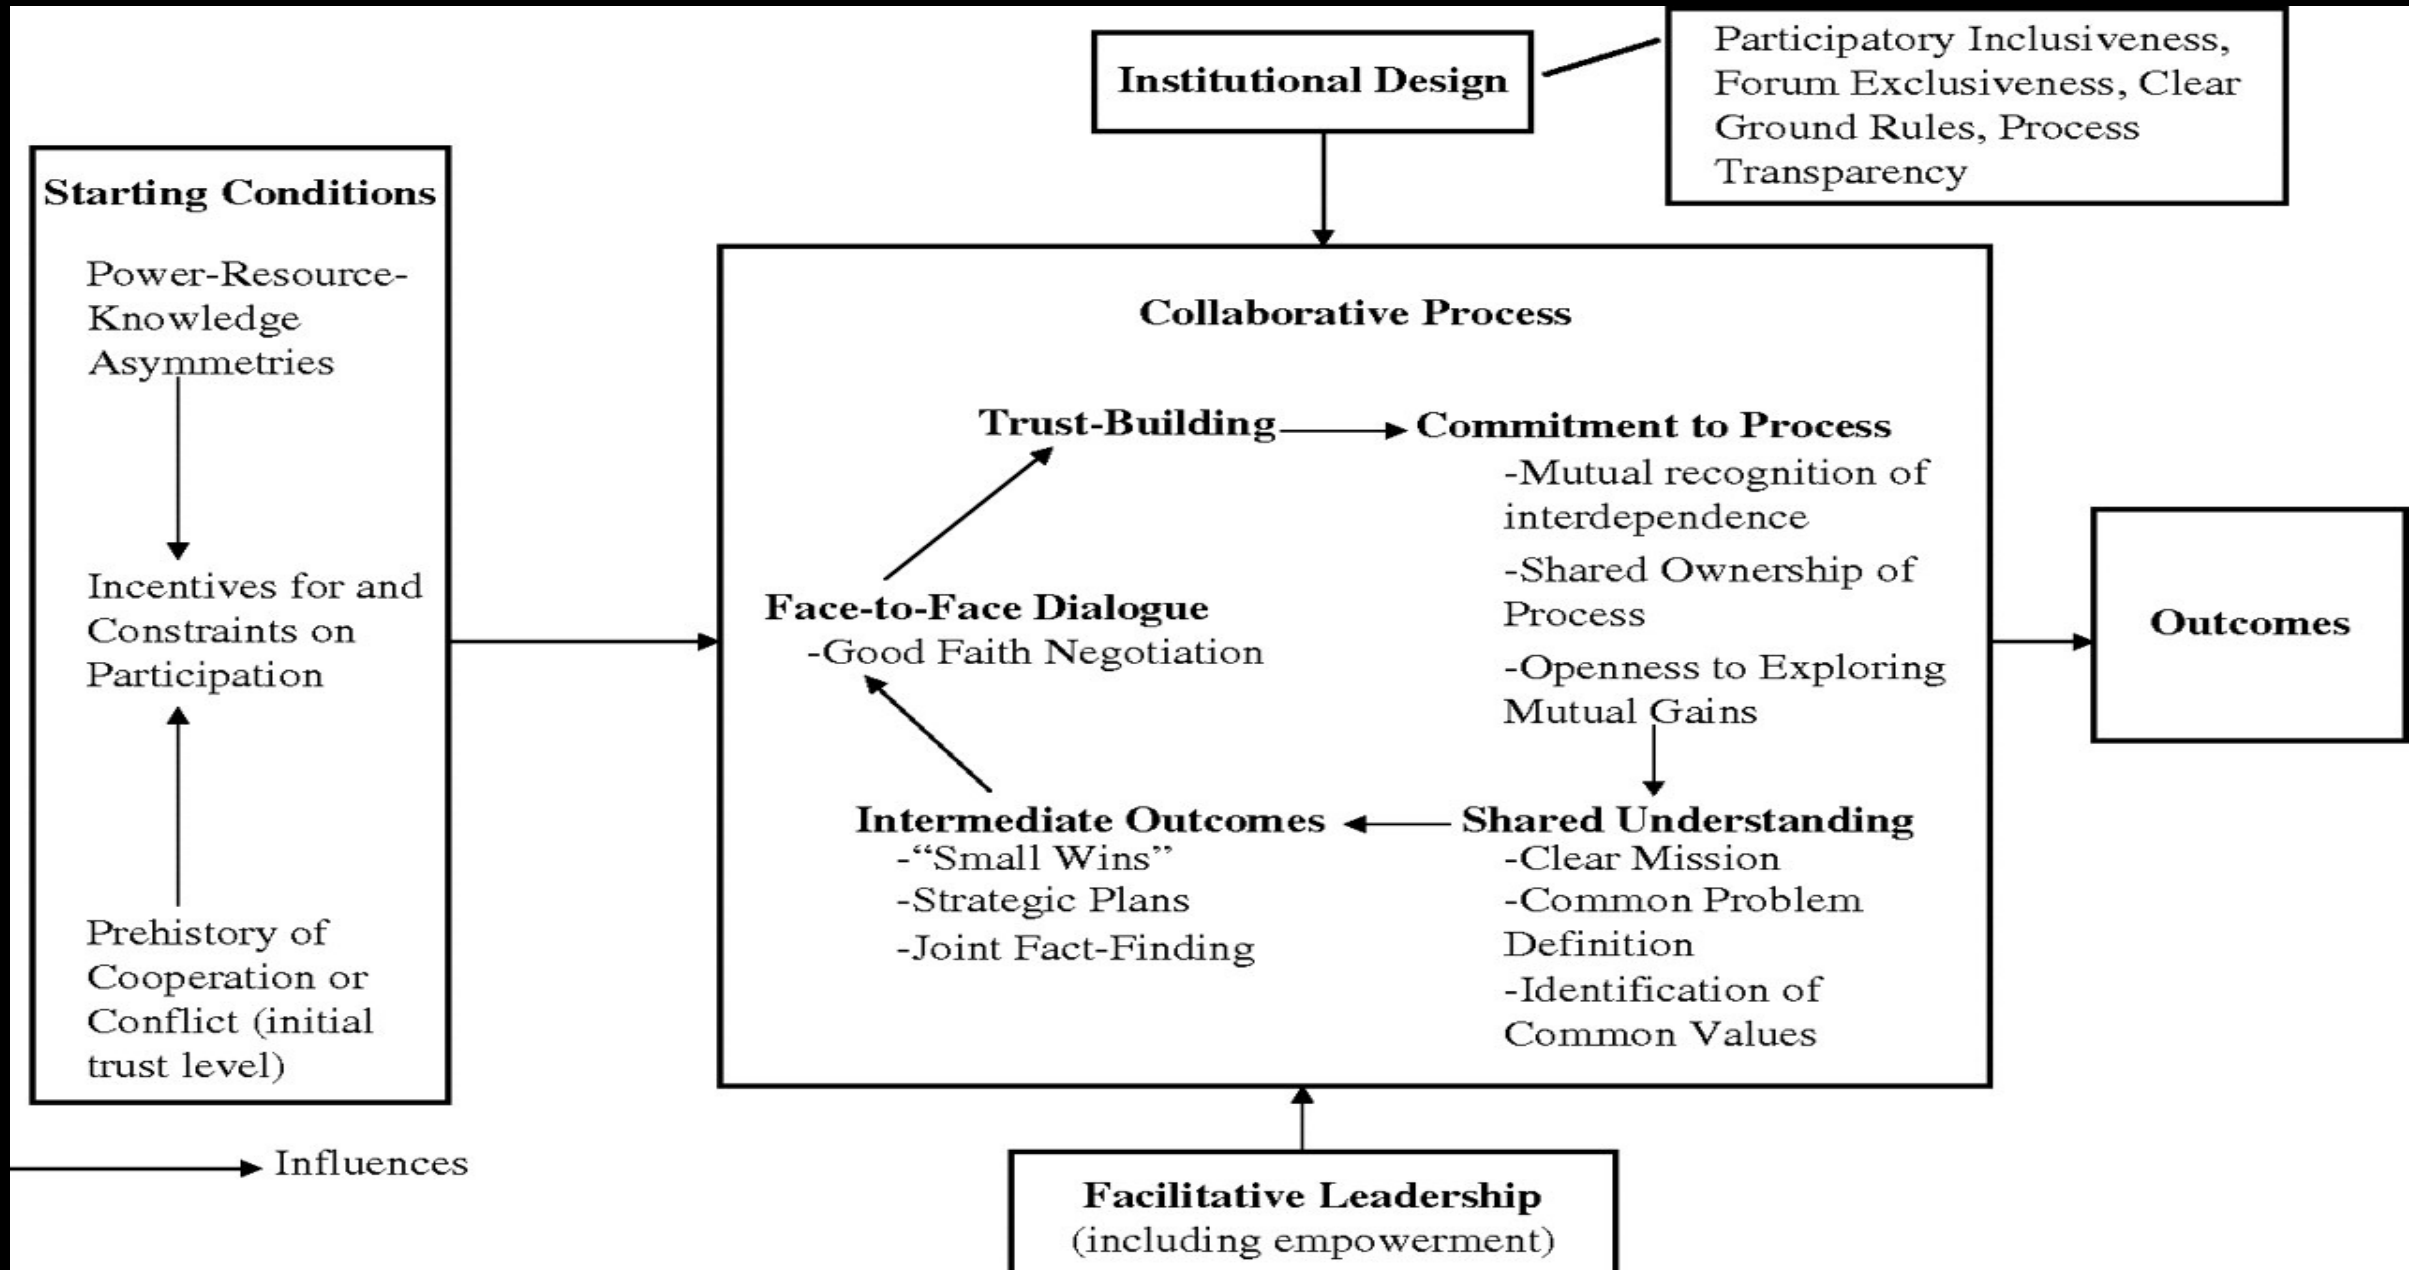 Institutional Design
Participatory Inclusiveness,
Forum Exclusiveness, Clear
Ground Rules, Process
Transparency
Starting Conditions
Power-Resource-
Knowledge
Asymmetries
Incentives for and
Constraints on
Participation
Prehistory of
Cooperation or
Conflict (initial
trust level)
Collaborative Process
Trust-Building
Commitment to Process
-Mutual recognition of
interdependence
-Shared Ownership of
Process
-Openness to Exploring
Mutual Gains
Face-to-Face Dialogue
-Good Faith Negotiation
Intermediate Outcomes
-“Small Wins”
-Strategic Plans
-Joint Fact-Finding
Shared Understanding
-Clear Mission
-Common Problem
Definition
-Identification of
Common Values
Outcomes
Influences
Facilitative Leadership
(including empowerment)